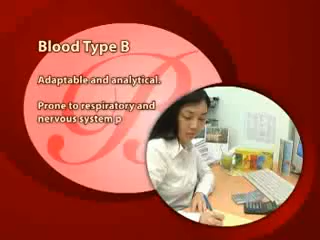 Blood Type B
Adaptable and analytical.
Prone to respiratory and
nervous system p